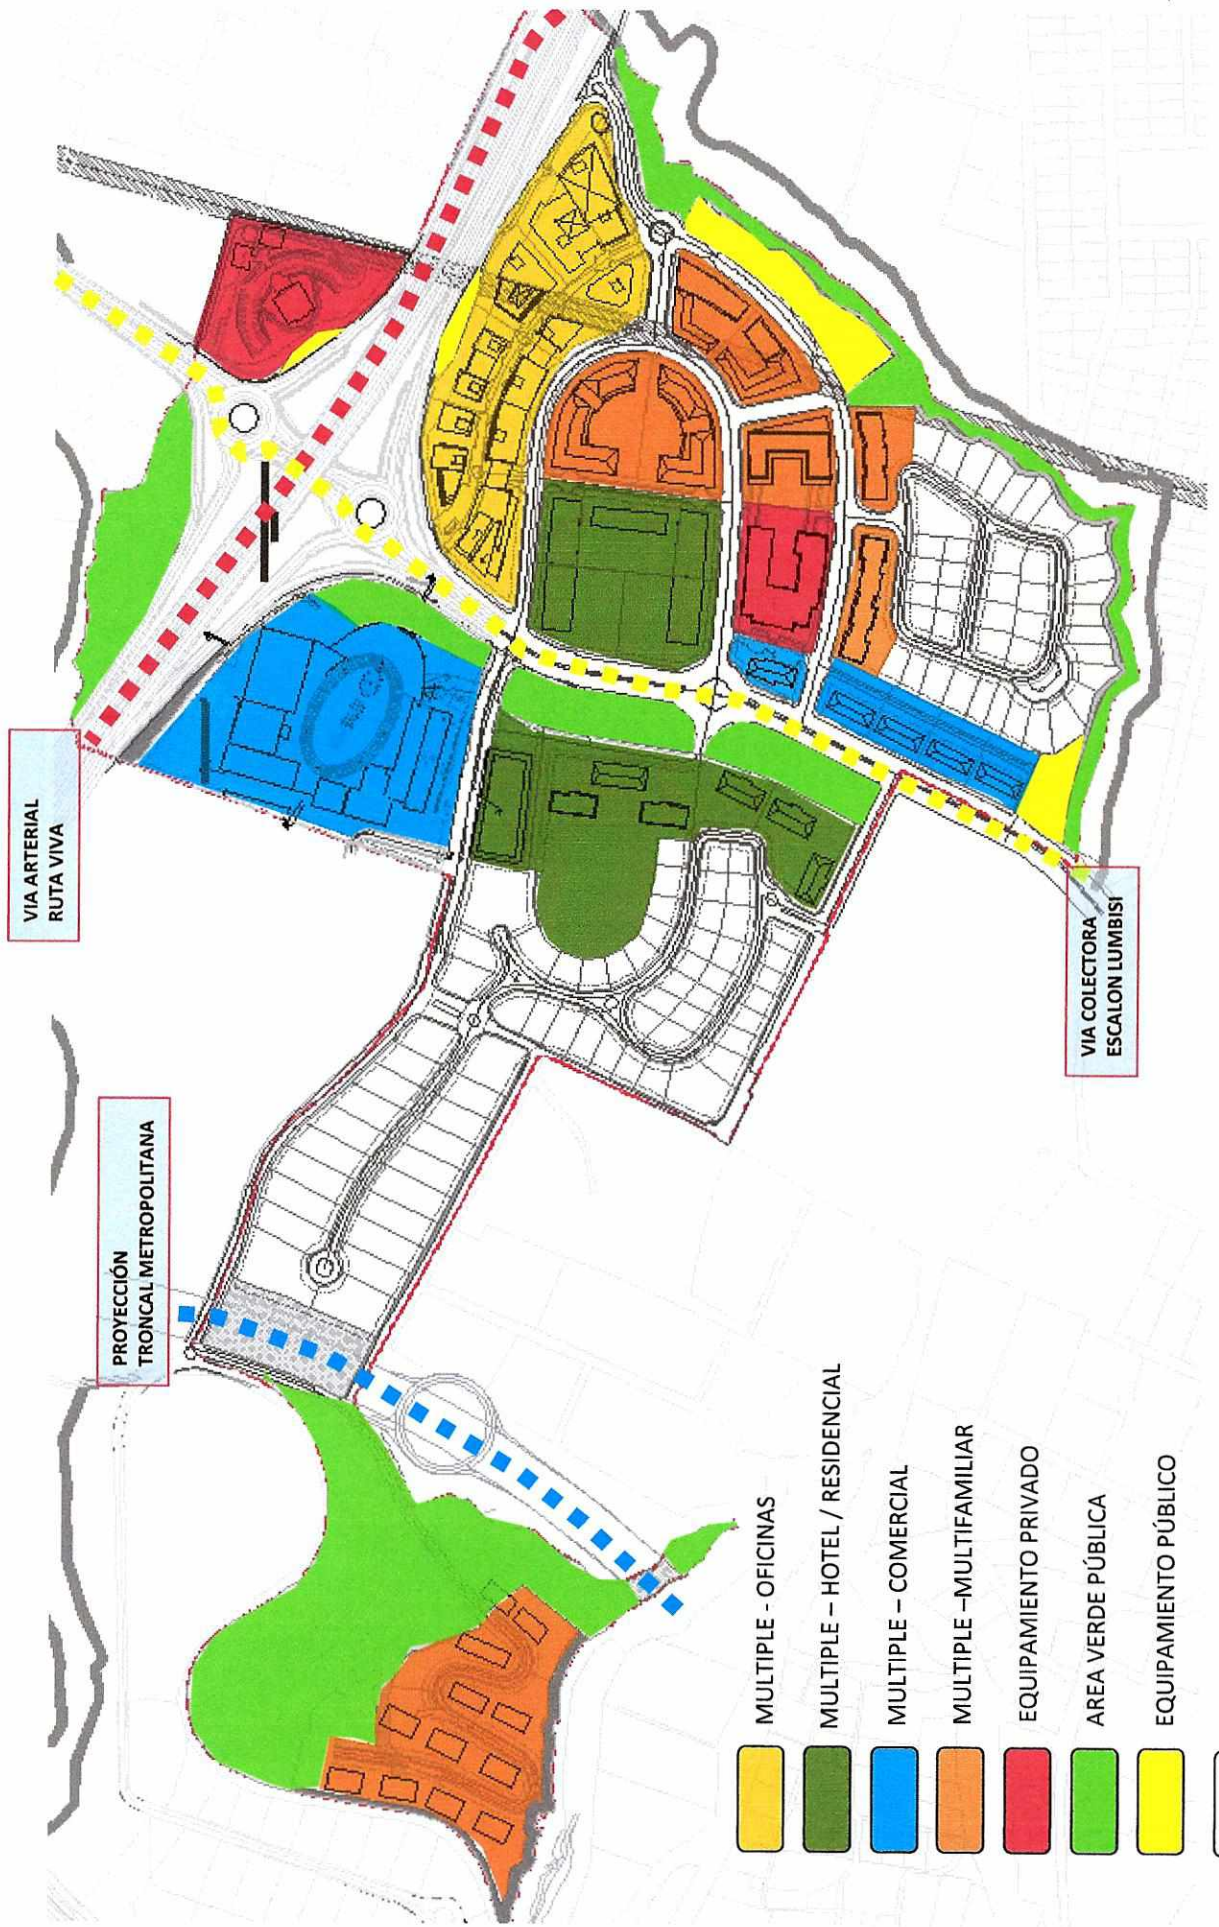 VIA ARTERIAL
RUTA VIVA
PROYECCIÓN
TRONCAL METROPOLITANA
VIA COLECTORA
ESCALON LUMBISI
MULTIPLE - OFICINAS
MULTIPLE – HOTEL / RESIDENCIAL
MULTIPLE – COMERCIAL
MULTIPLE –MULTIFAMILIAR
EQUIPAMIENTO PRIVADO
AREA VERDE PÚBLICA
EQUIPAMIENTO PÚBLICO